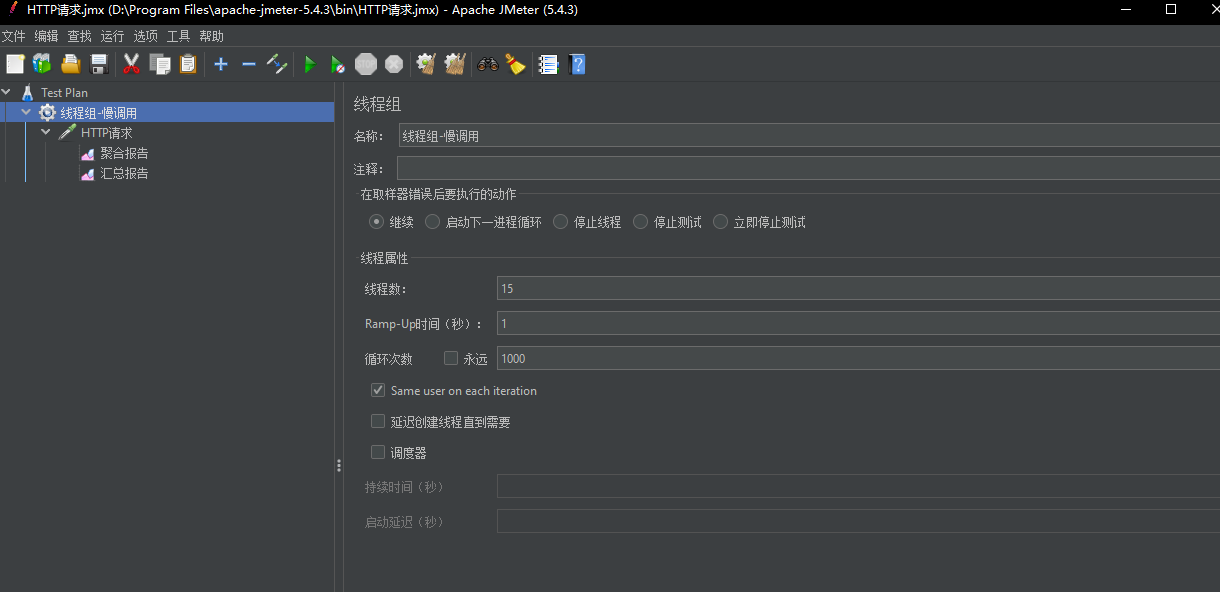 HTTP请求.jmx (D:\Program Files\apache-jmeter-5.4.3\bin\HTTP请求.jmx) - Apache JMeter (5.4.3)
文件 编辑 查找 运行 选项 工具 帮助
STOP
Test Plan
线程组-慢调用
HTTP请求
聚合报告
汇总报告
线程组
名称: 线程组-慢调用
注释:
在取样器错误后要执行的动作
继续 启动下一进程循环 停止线程 停止测试 立即停止测试
线程属性
线程数: 15
Ramp-Up时间（秒）: 1
循环次数 永远 1000
Same user on each iteration
延迟创建线程直到需要
调度器
持续时间（秒）
启动延迟（秒）